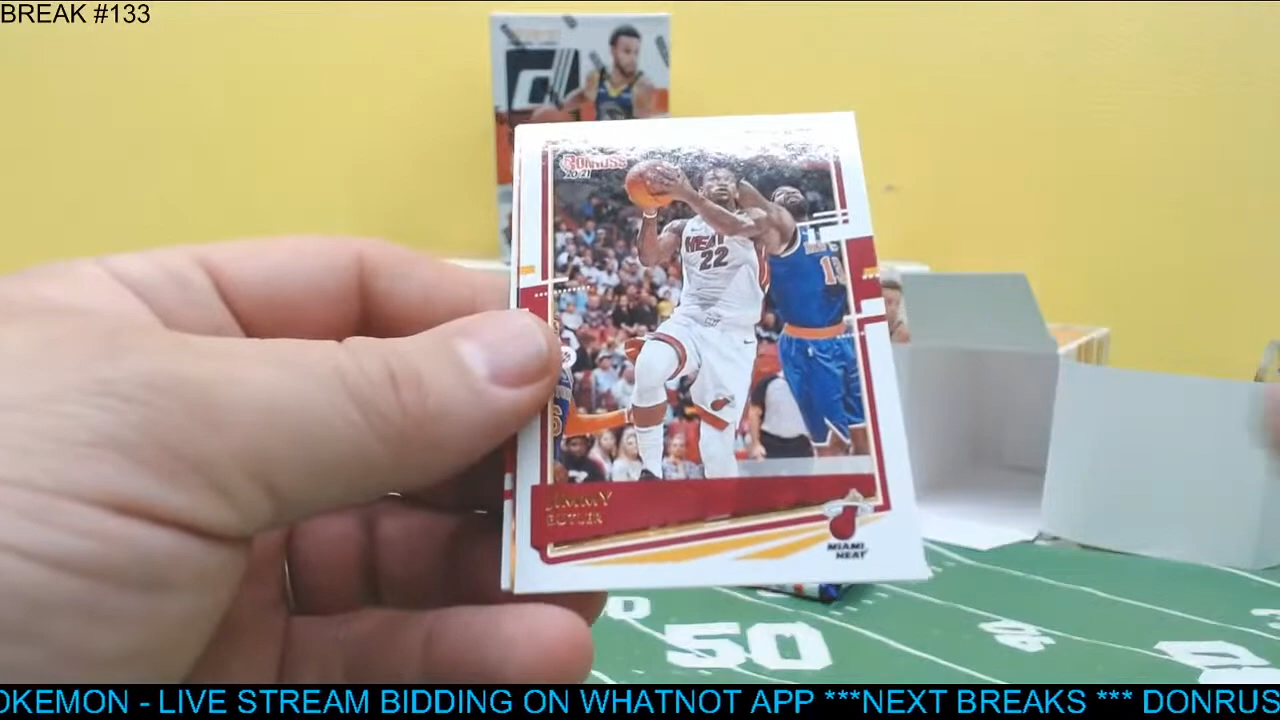 BREAK #133
DONRUSS
20-21
HEAT
22
JIMMY
BUTLER
MIAMI
HEAT
50
OKEMON - LIVE STREAM BIDDING ON WHATNOT APP ***NEXT BREAKS *** DONRUS